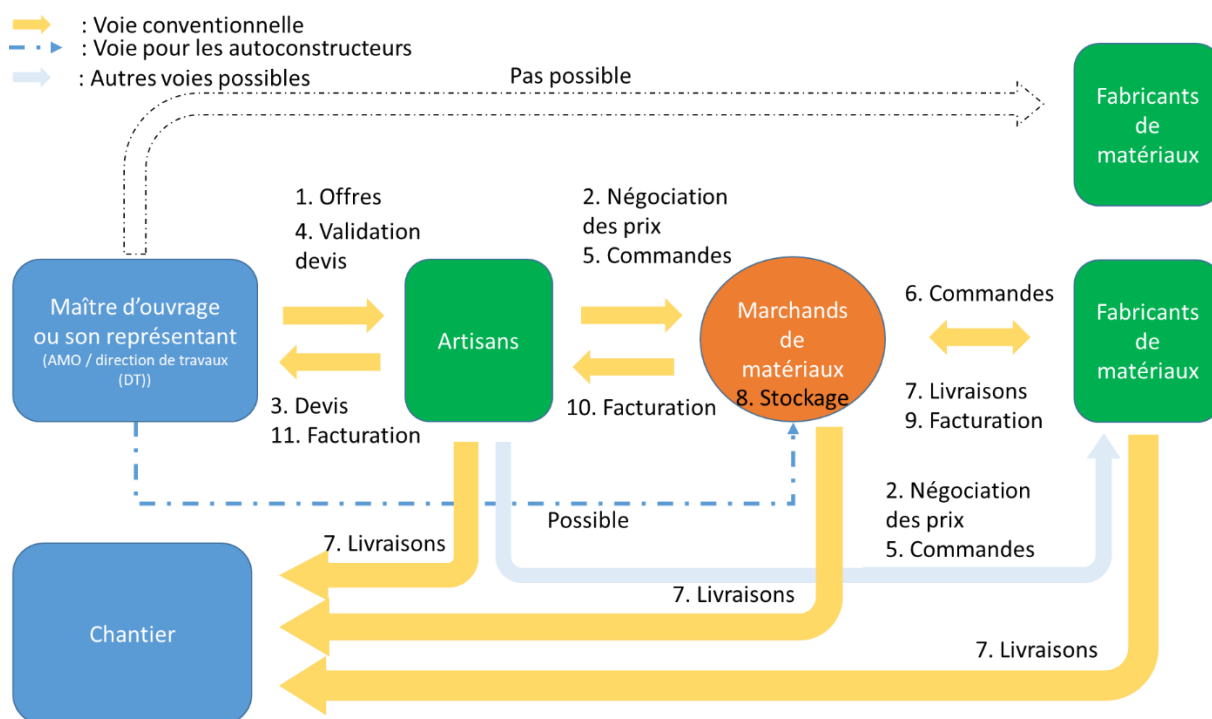 : Voie conventionnelle
: Voie pour les autoconstructeurs
: Autres voies possibles
Pas possible
Fabricants
de
matériaux
1. Offres
4. Validation
devis
2. Négociation
des prix
5. Commandes
Maître d’ouvrage
ou son représentant
(AMO / direction de travaux
(DT))
Artisans
Marchands
de
matériaux
8. Stockage
6. Commandes
Fabricants
de
matériaux
3. Devis
11. Facturation
10. Facturation
7. Livraisons
9. Facturation
Possible
2. Négociation
des prix
5. Commandes
7. Livraisons
7. Livraisons
7. Livraisons
Chantier